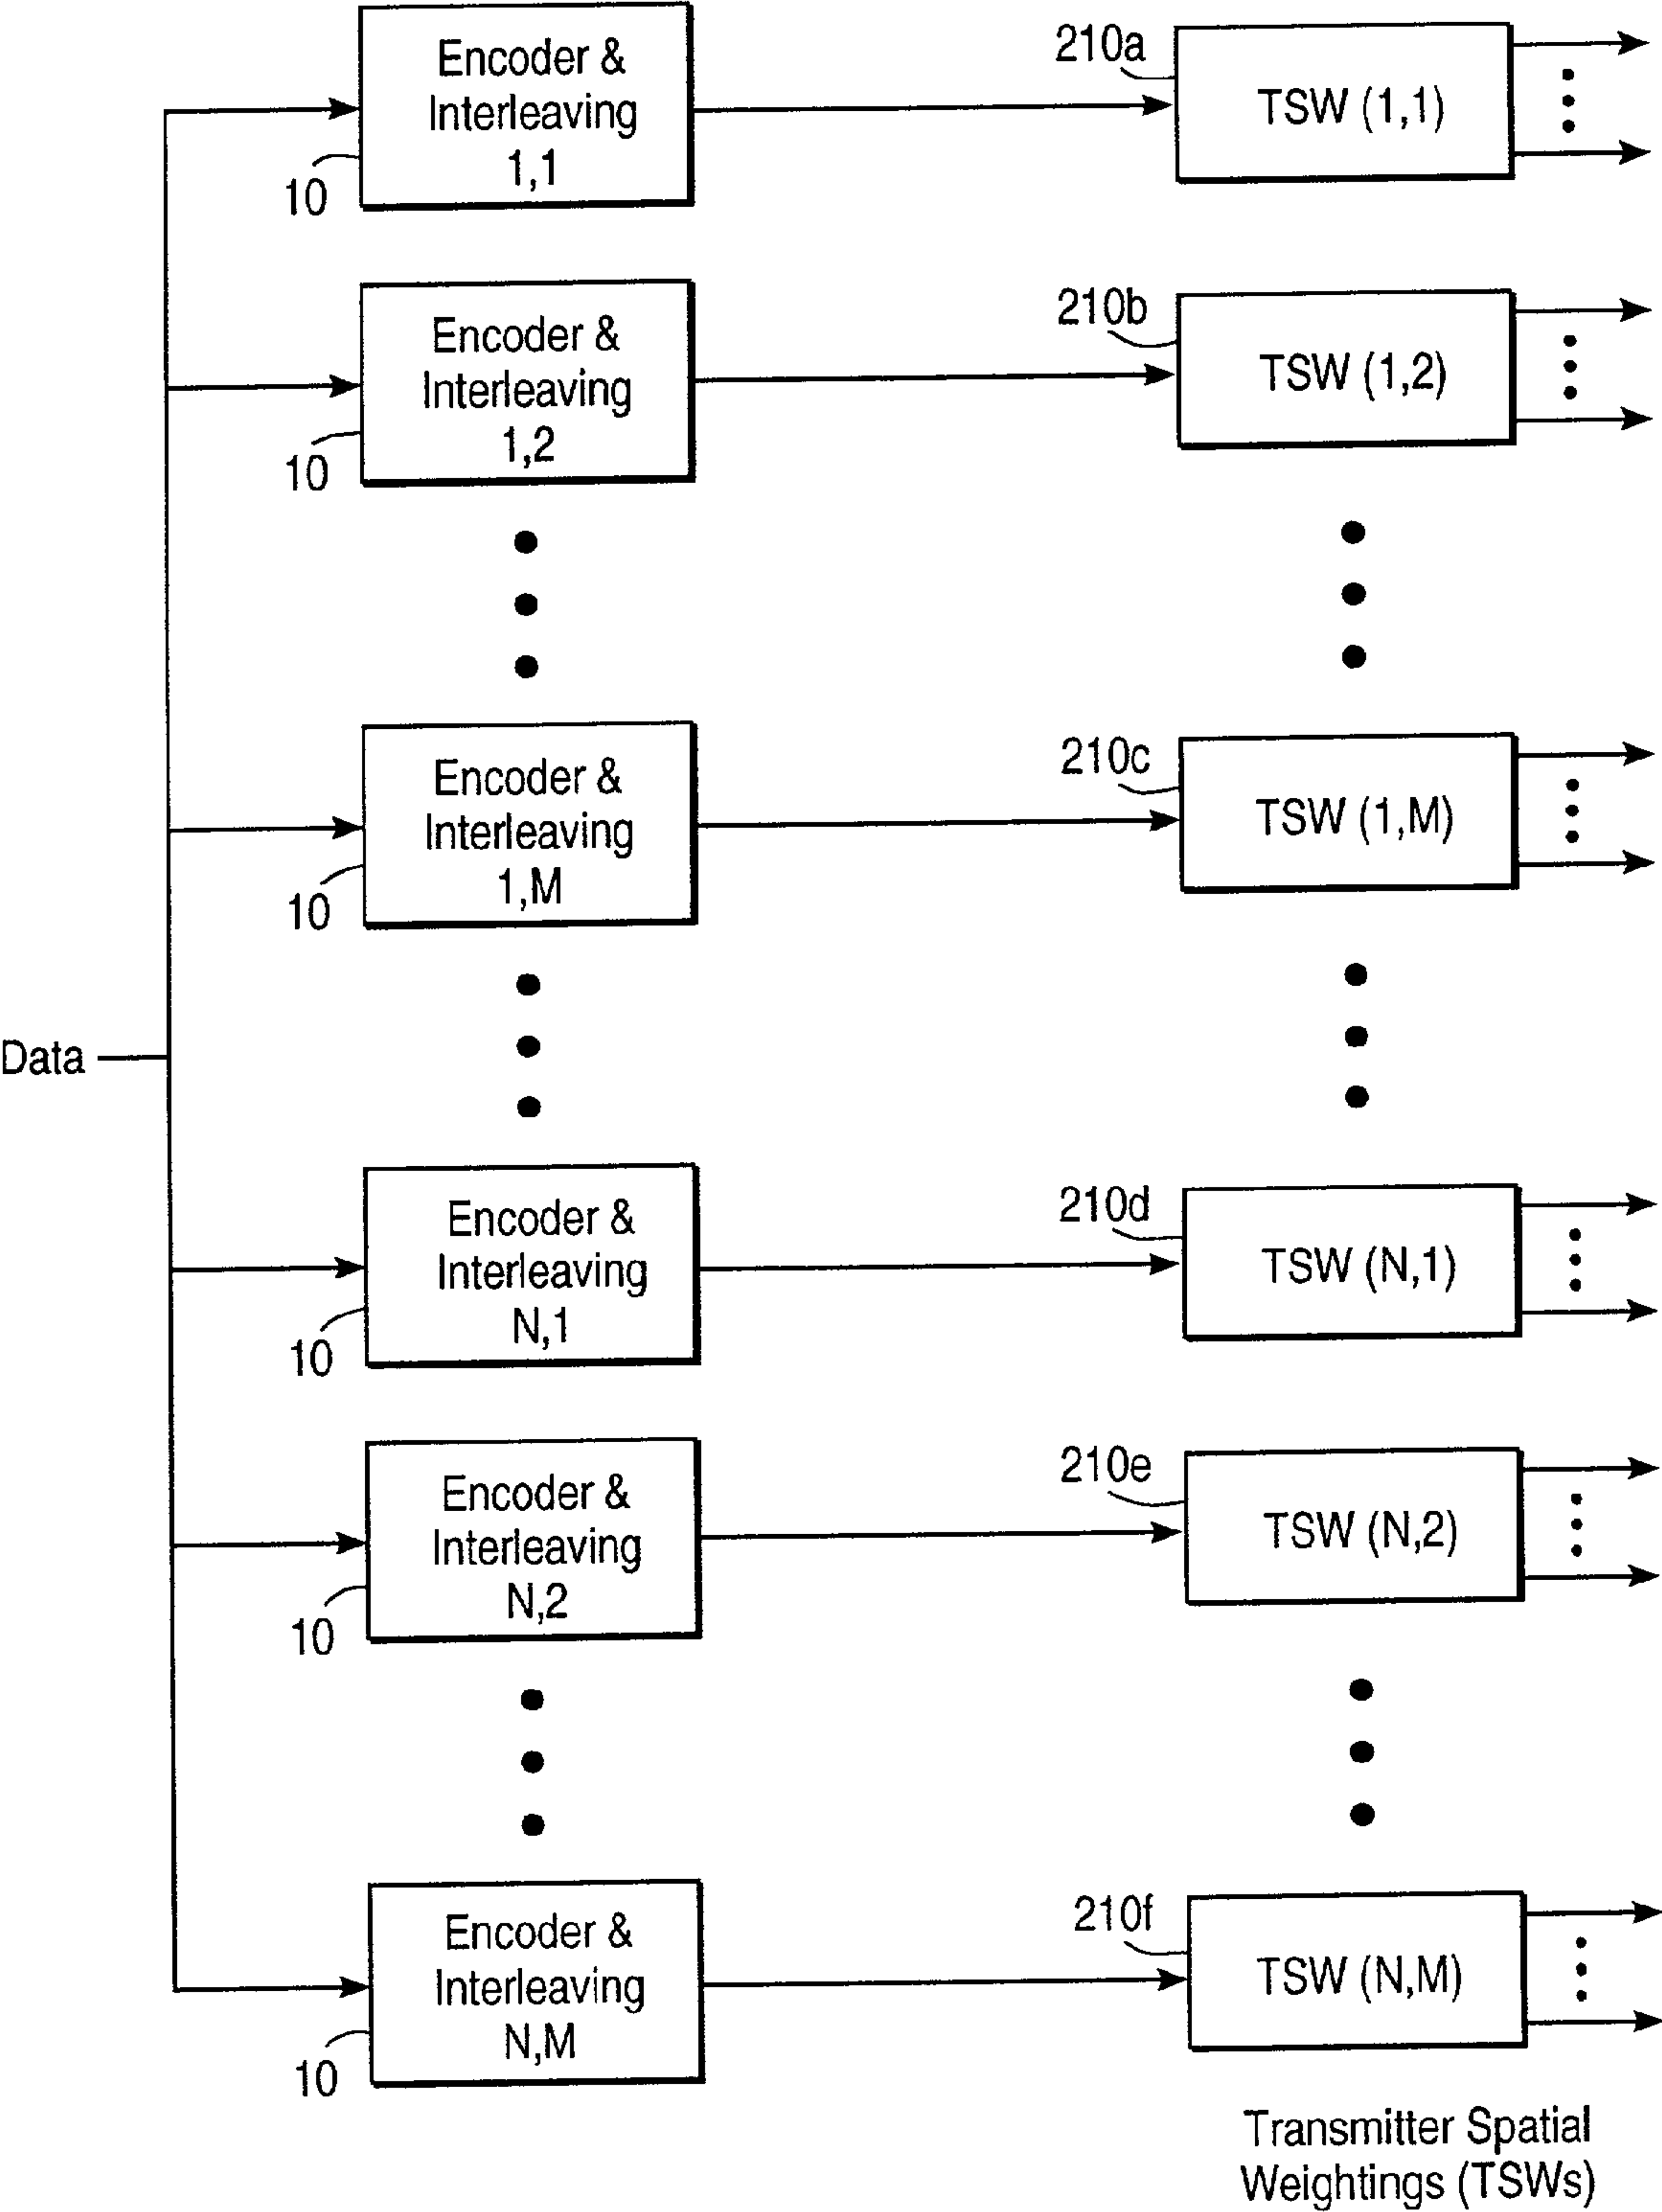 Encoder &
Interleaving
1,1
10
210a
TSW (1,1)
Encoder &
Interleaving
1,2
10
210b
TSW (1,2)
Encoder &
Interleaving
1,M
10
210c
TSW (1,M)
Data
Encoder &
Interleaving
N,1
10
210d
TSW (N,1)
Encoder &
Interleaving
N,2
10
210e
TSW (N,2)
Encoder &
Interleaving
N,M
10
210f
TSW (N,M)
Transmitter Spatial
Weightings (TSWs)